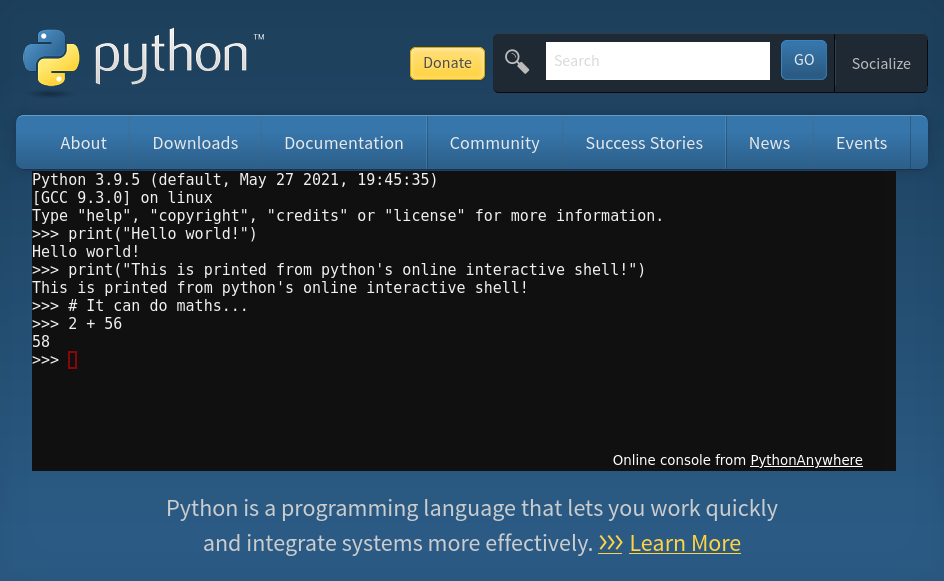 python™
Donate
Search
GO
Socialize
About Downloads Documentation Community Success Stories News Events
Python 3.9.5 (default, May 27 2021, 19:45:35)
[GCC 9.3.0] on linux
Type "help", "copyright", "credits" or "license" for more information.
>>> print("Hello world!")
Hello world!
>>> print("This is printed from python's online interactive shell!")
This is printed from python's online interactive shell!
>>> # It can do maths...
>>> 2 + 56
58
>>>
Online console from PythonAnywhere
Python is a programming language that lets you work quickly
and integrate systems more effectively. >>> Learn More